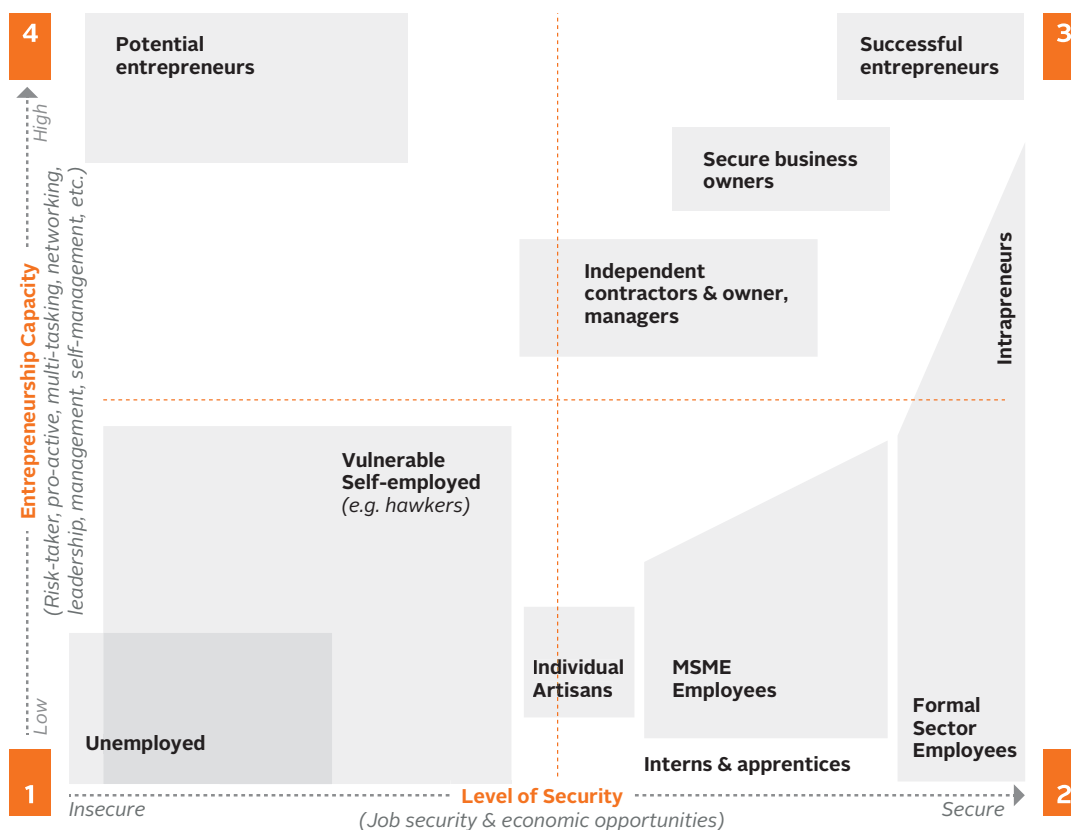 4
Potential
entrepreneurs
Successful
entrepreneurs
3
High
Secure business
owners
Entrepreneurship Capacity
(Risk-taker, pro-active, multi-tasking, networking,
leadership, management, self-management, etc.)
Independent
contractors & owner,
managers
Intrapreneurs
Vulnerable
Self-employed
(e.g. hawkers)
Individual
Artisans
MSME
Employees
Formal
Sector
Employees
Low
Unemployed
Interns & apprentices
1
Insecure
Level of Security
(Job security & economic opportunities)
Secure
2